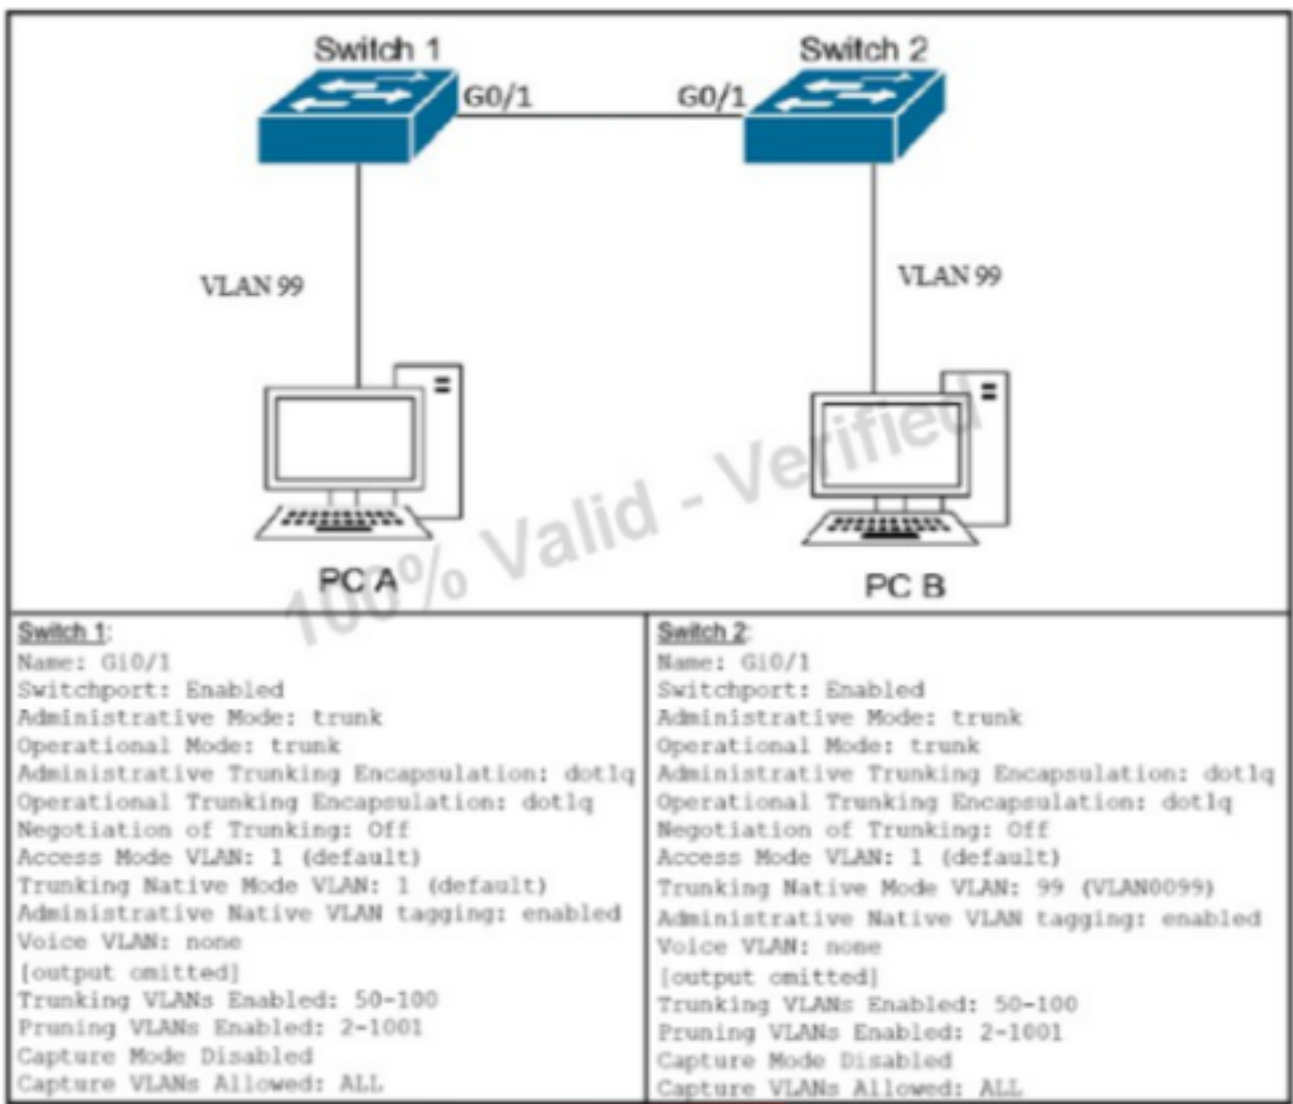 Switch 1
Switch 2
G0/1
G0/1
VLAN 99
VLAN 99
100% Valid - Verified
PC A
PC B
Switch 1:
Name: Gi0/1
Switchport: Enabled
Administrative Mode: trunk
Operational Mode: trunk
Administrative Trunking Encapsulation: dot1q
Operational Trunking Encapsulation: dot1q
Negotiation of Trunking: Off
Access Mode VLAN: 1 (default)
Trunking Native Mode VLAN: 1 (default)
Administrative Native VLAN tagging: enabled
Voice VLAN: none
[output omitted]
Trunking VLANs Enabled: 50-100
Pruning VLANs Enabled: 2-1001
Capture Mode Disabled
Capture VLANs Allowed: ALL
Switch 2:
Name: Gi0/1
Switchport: Enabled
Administrative Mode: trunk
Operational Mode: trunk
Administrative Trunking Encapsulation: dot1q
Operational Trunking Encapsulation: dot1q
Negotiation of Trunking: Off
Access Mode VLAN: 1 (default)
Trunking Native Mode VLAN: 99 (VLAN0099)
Administrative Native VLAN tagging: enabled
Voice VLAN: none
[output omitted]
Trunking VLANs Enabled: 50-100
Pruning VLANs Enabled: 2-1001
Capture Mode Disabled
Capture VLANs Allowed: ALL